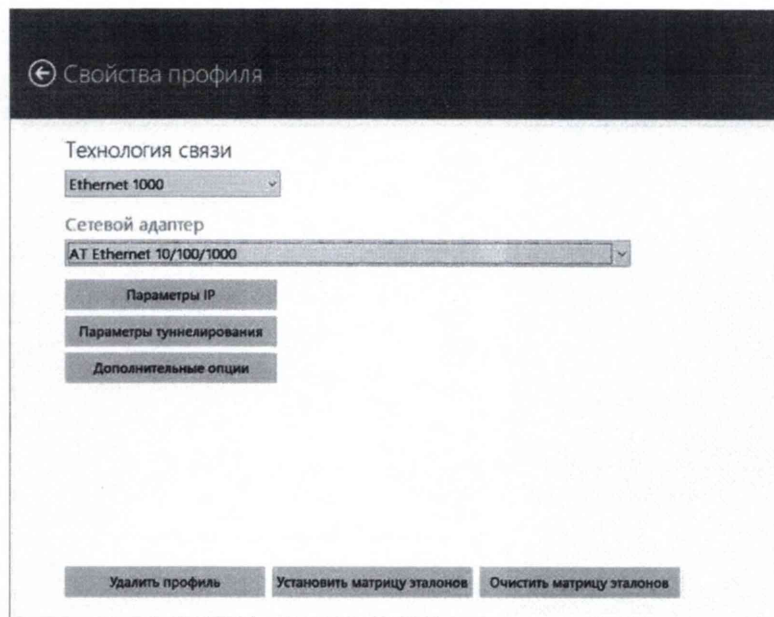 Свойства профиля
Технология связи
Ethernet 1000
Сетевой адаптер
AT Ethernet 10/100/1000
Параметры IP
Параметры туннелирования
Дополнительные опции
Удалить профиль
Установить матрицу эталонов
Очистить матрицу эталонов